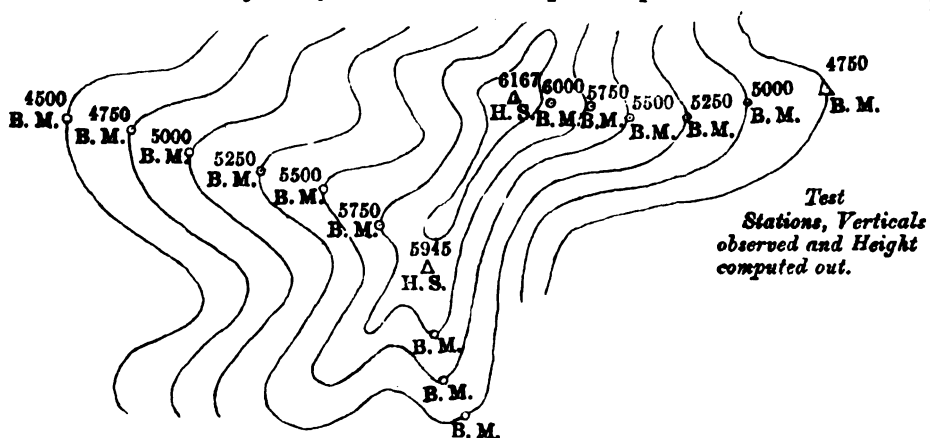 4500
B. M.
4750
B. M.
5000
B. M.
5250
B. M.
5500
B. M.
5750
B. M.
5945
H. S.
6167
H. S.
6000
B. M.
5750
B. M.
5500
B. M.
5250
B. M.
5000
B. M.
4750
B. M.
Test
Stations, Verticals
observed and Height
computed out.
B. M.
B. M.
B. M.